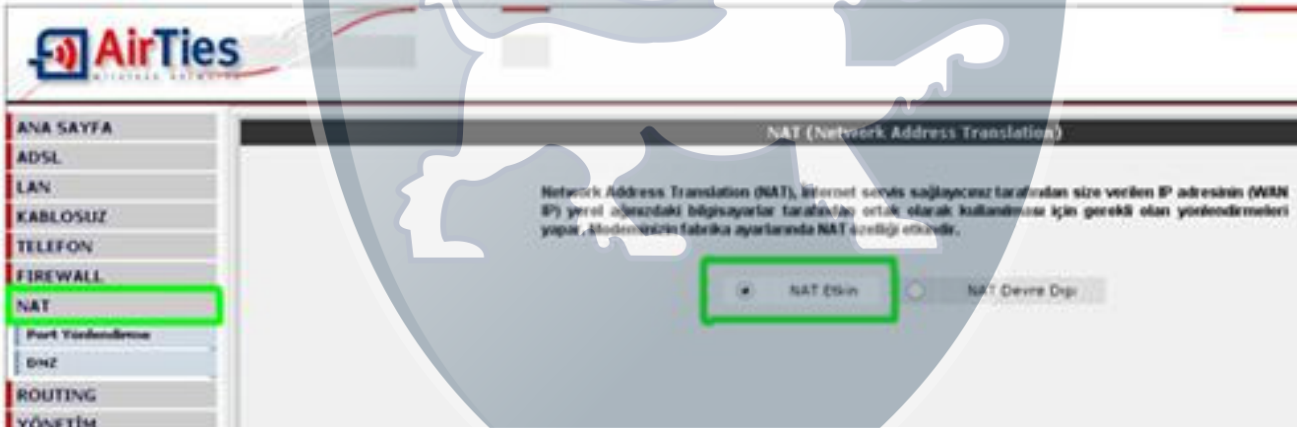 AirTies
WIRELESS NETWORKS
ANA SAYFA
ADSL
LAN
KABLOSUZ
TELEFON
FIREWALL
NAT
Port Yönlendirme
DMZ
ROUTING
YÖNETİM
NAT (Network Address Translation)
Network Address Translation (NAT), internet servis sağlayıcınız tarafından size verilen IP adresinin (WAN
IP) yerel ağınızdaki bilgisayarlar tarafından ortak olarak kullanılması için gerekli olan yönlendirmeleri
yapar, Modeminizin fabrika ayarlarında NAT özelliği etkindir.
NAT Etkin
NAT Devre Dışı